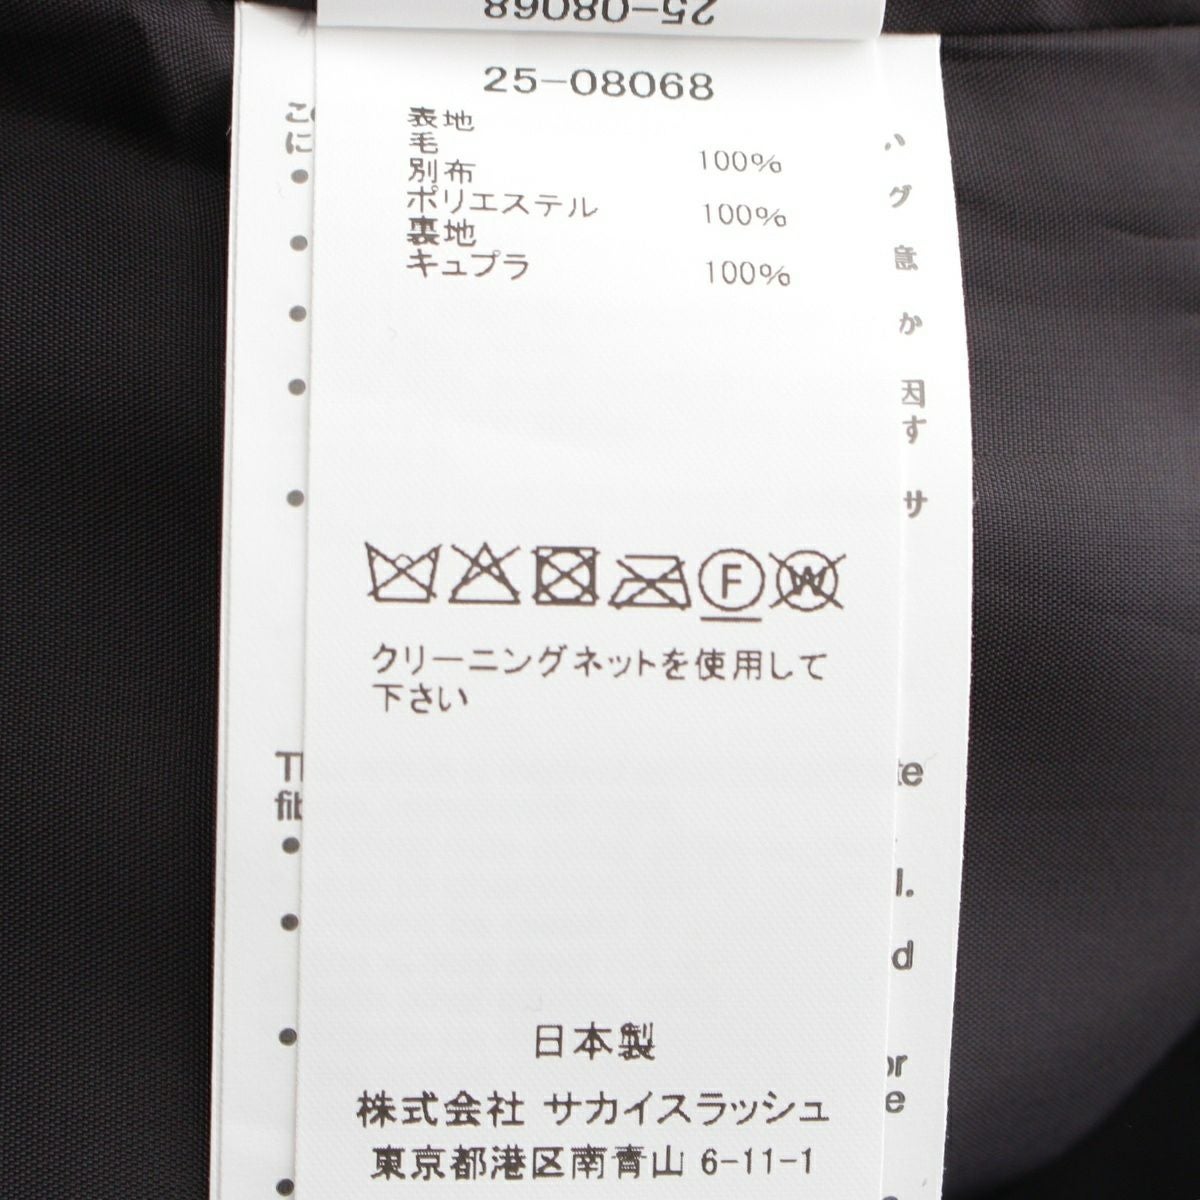 25-08068
25-08068
表地
毛 100%
別布
ポリエステル 100%
裏地
キュプラ 100%
F
W
クリーニングネットを使用して
下さい
日本製
株式会社 サカイスラッシュ
東京都港区南青山 6-11-1